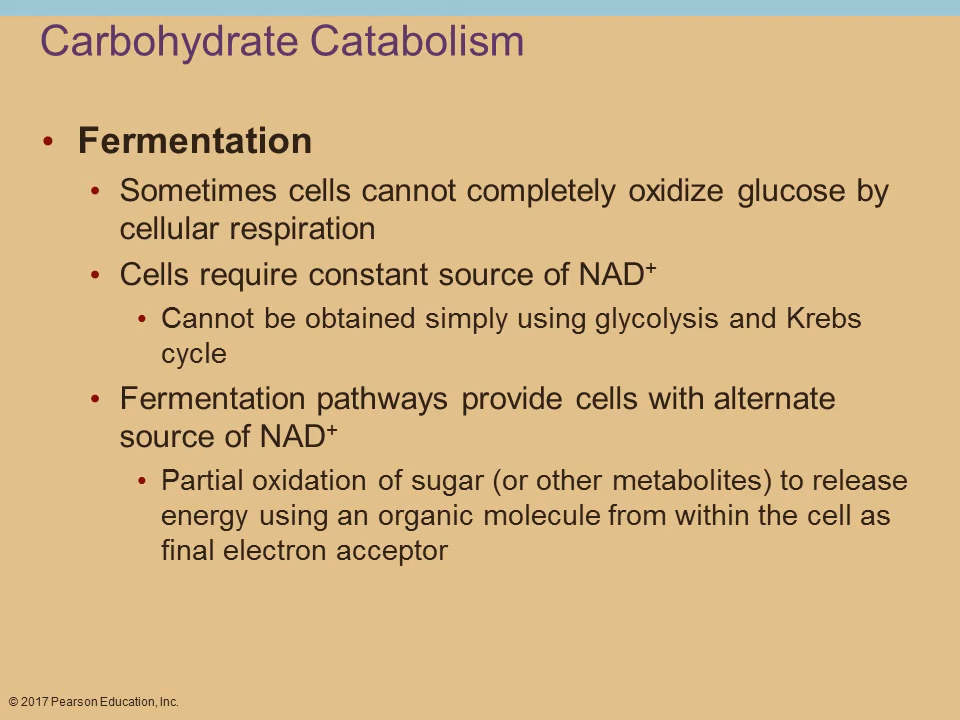 Carbohydrate Catabolism
• Fermentation
• Sometimes cells cannot completely oxidize glucose by
cellular respiration
• Cells require constant source of NAD⁺
• Cannot be obtained simply using glycolysis and Krebs
cycle
• Fermentation pathways provide cells with alternate
source of NAD⁺
• Partial oxidation of sugar (or other metabolites) to release
energy using an organic molecule from within the cell as
final electron acceptor
© 2017 Pearson Education, Inc.